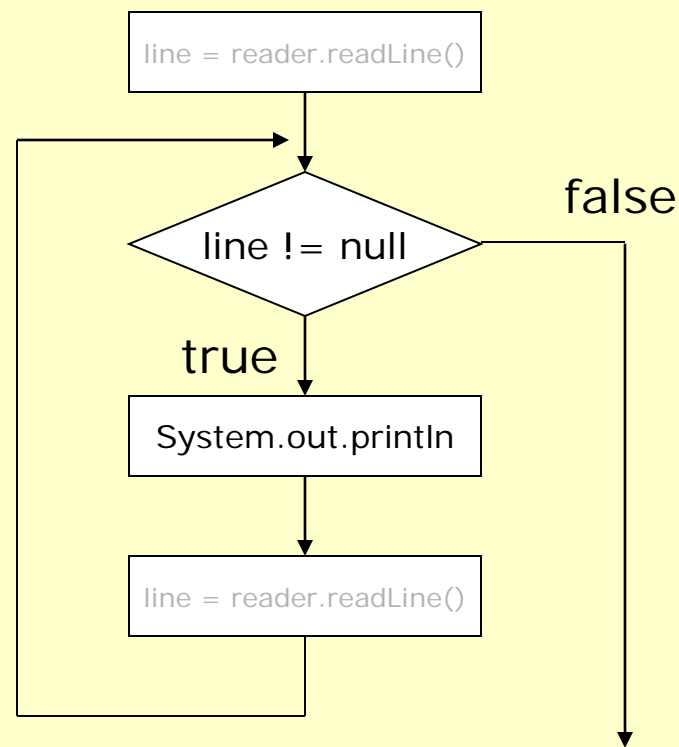 line = reader.readLine()
false
line != null
true
System.out.println
line = reader.readLine()